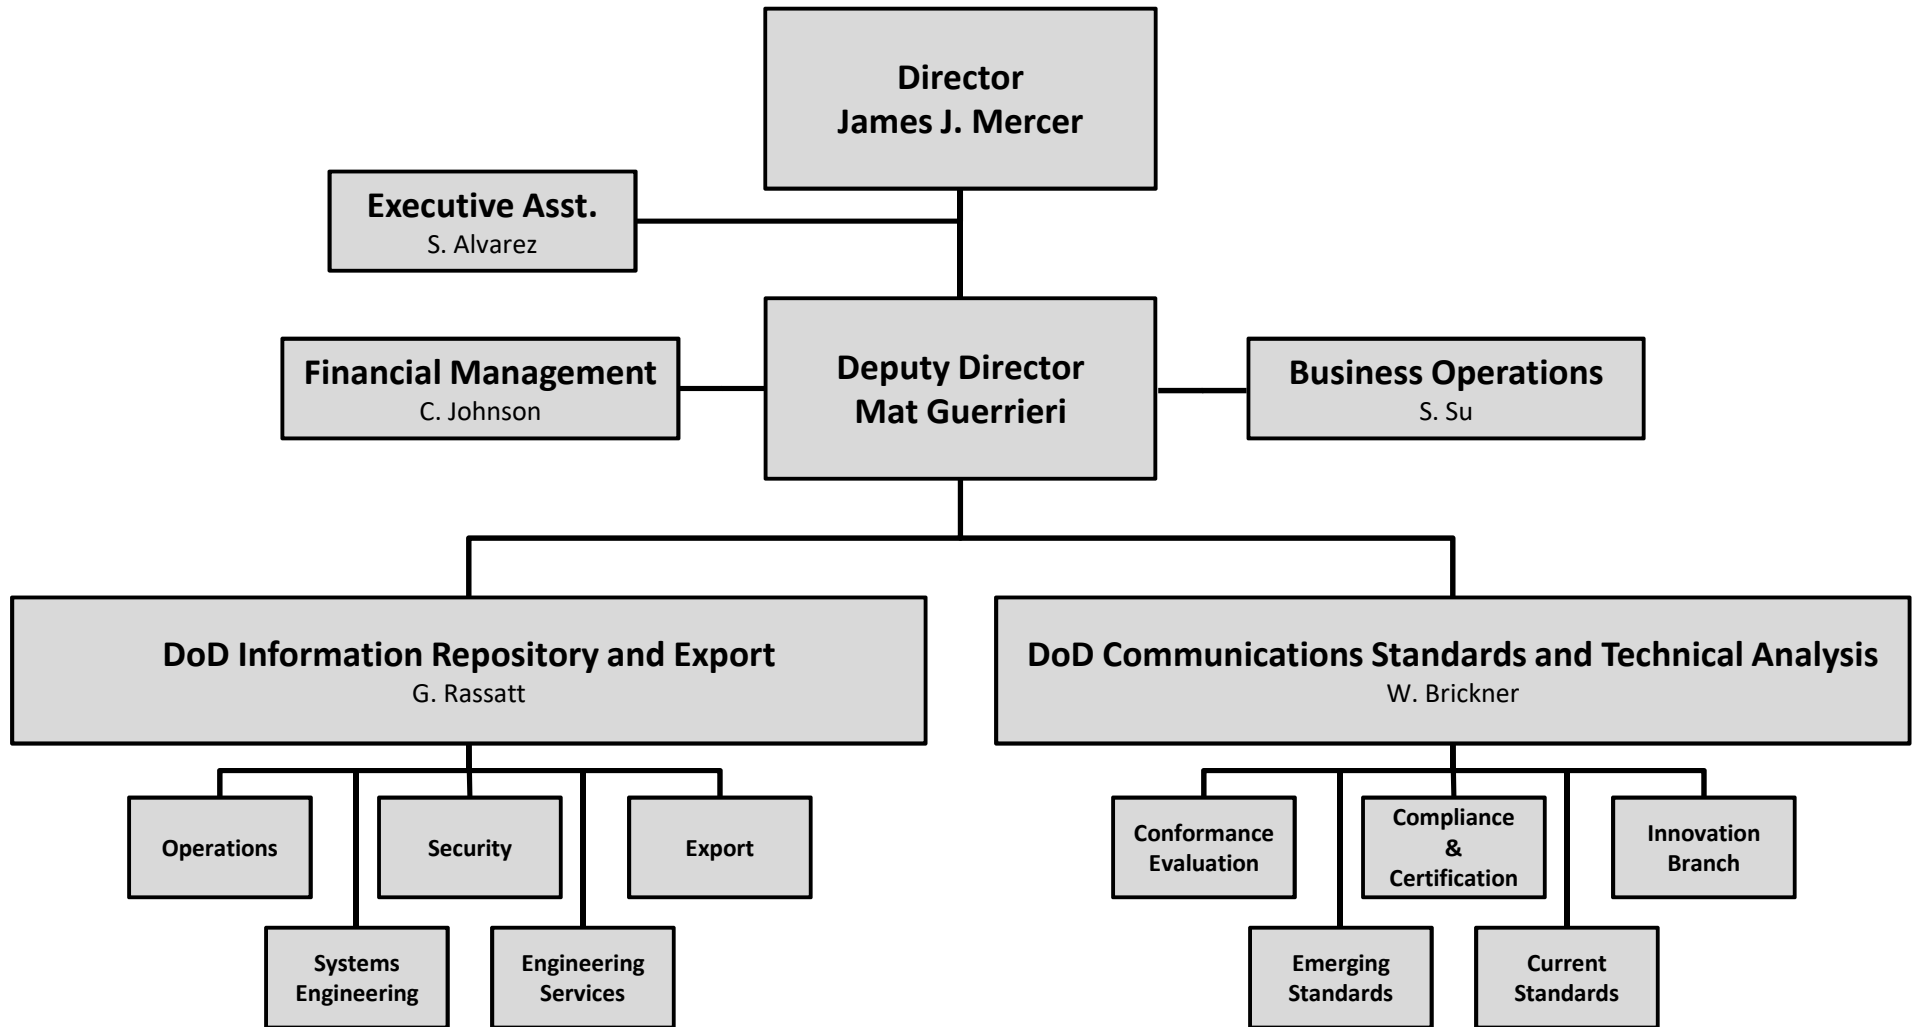 Director
James J. Mercer
Executive Asst.
S. Alvarez
Financial Management
C. Johnson
Deputy Director
Mat Guerrieri
Business Operations
S. Su
DoD Information Repository and Export
G. Rassatt
DoD Communications Standards and Technical Analysis
W. Brickner
Operations
Security
Export
Systems
Engineering
Engineering
Services
Conformance
Evaluation
Compliance
&
Certification
Innovation
Branch
Emerging
Standards
Current
Standards